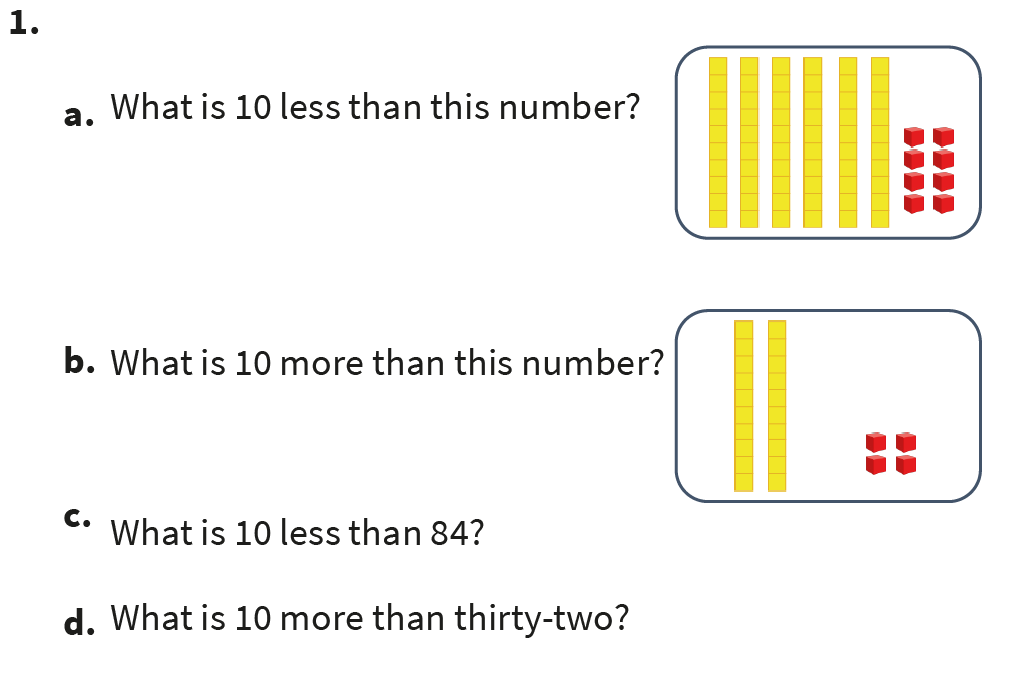 1.
a. What is 10 less than this number?
b. What is 10 more than this number?
c. What is 10 less than 84?
d. What is 10 more than thirty-two?